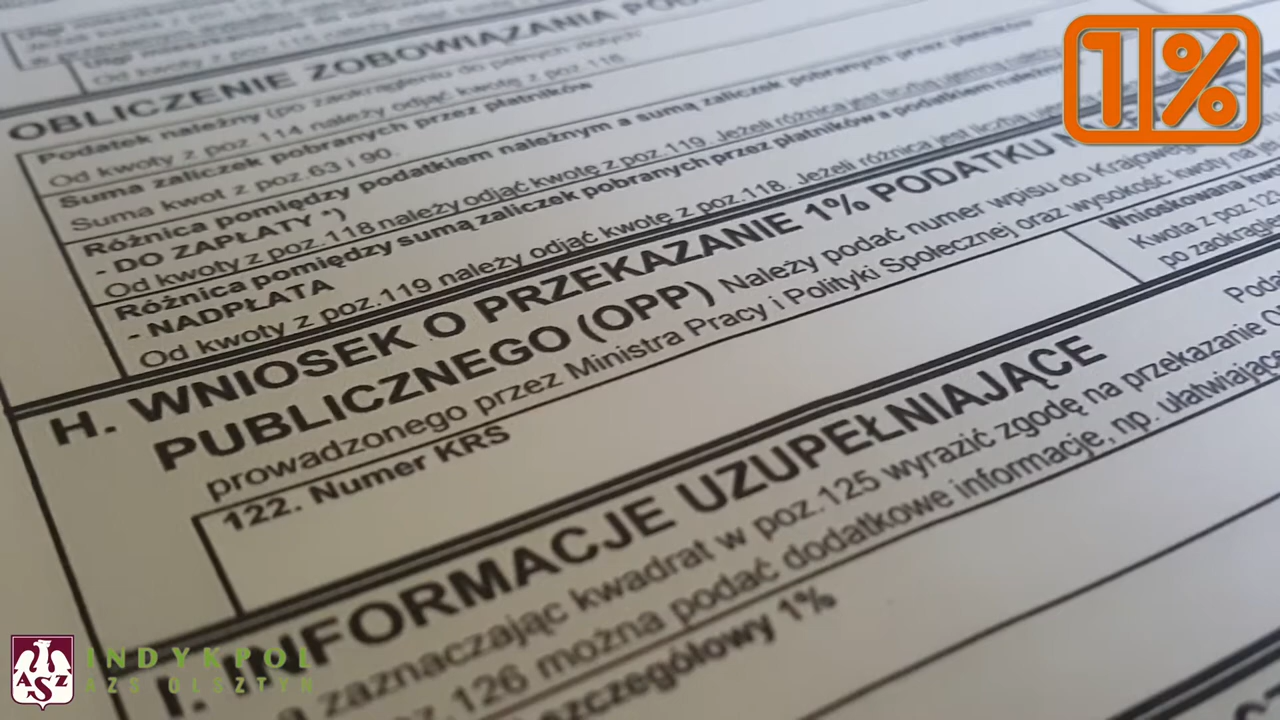 OBLICZENIE ZOBOWIĄZANIA
Podatek należny (po zaokrągleniu do pełnych złotych)
Od kwoty z poz. 114 należy odjąć kwotę z poz. 116.
Suma zaliczek pobranych przez płatników
Suma kwot z poz.63 i 90.
Różnica pomiędzy podatkiem należnym a sumą zaliczek pobranych przez płatników
- DO ZAPŁATY *)
Od kwoty z poz.118 należy odjąć kwotę z poz.119. Jeżeli różnica jest liczbą ujemną, należy
Różnica pomiędzy sumą zaliczek pobranych przez płatników a podatkiem należnym
- NADPŁATA
Od kwoty z poz.119 należy odjąć kwotę z poz.118. Jeżeli różnica jest liczbą
H. WNIOSEK O PRZEKAZANIE 1% PODATKU
PUBLICZNEGO (OPP) Należy podać numer wpisu do Krajowego
prowadzonego przez Ministra Pracy i Polityki Społecznej oraz wysokość kwoty na
122. Numer KRS
Wnioskowana
Kwota z poz.123
po
I. INFORMACJE UZUPEŁNIAJĄCE
zaznaczając kwadrat w poz.125 wyrazić zgodę na przekazanie
126 można podać dodatkowe informacje, np. ułatwiające
szczegółowy 1%
1%
AZS
INDYKPOL
AZS OLSZTYN